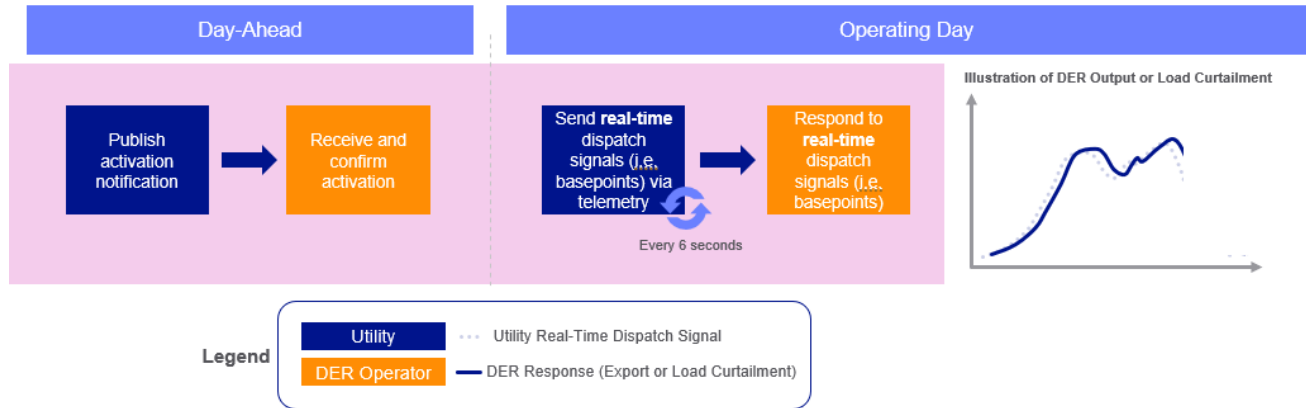 Day-Ahead
Operating Day
Publish
activation
notification
Receive and
confirm
activation
Send real-time
dispatch
signals (i.e.
basepoints) via
telemetry
Every 6 seconds
Respond to
real-time
dispatch
signals (i.e.
basepoints)
Illustration of DER Output or Load Curtailment
Legend
Utility
Utility Real-Time Dispatch Signal
DER Operator
DER Response (Export or Load Curtailment)